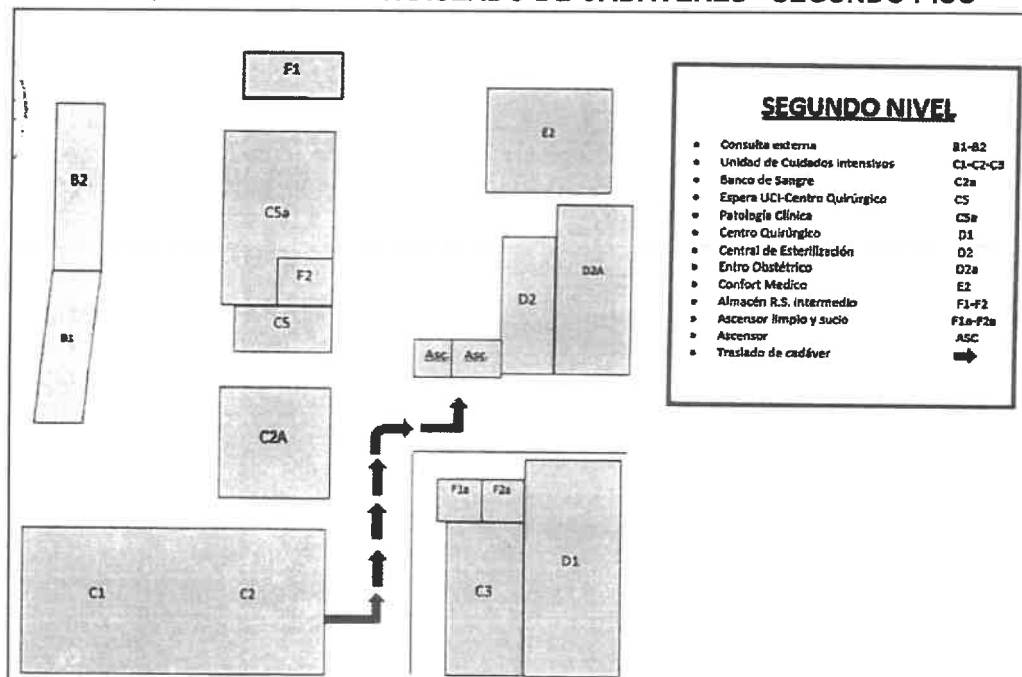 TRASLADO DE CADAVERES - SEGUNDO PISO
F1
B2
C5a
F2
C5
B1
C2A
C1
C2
E2
D2A
D2
Asc
Asc
F1a
F2a
C3
D1
SEGUNDO NIVEL
• Consulta externa B1-B2
• Unidad de Cuidados intensivos C1-C2-C3
• Banco de Sangre C2a
• Espera UCI-Centro Quirúrgico C5
• Patología Clínica C5a
• Centro Quirúrgico D1
• Central de Esterilización D2
• Entro Obstétrico D2a
• Confort Medico E2
• Almacén R.S. intermedio F1-F2
• Ascensor limpio y sucio F1a-F2a
• Ascensor ASC
• Traslado de cadáver